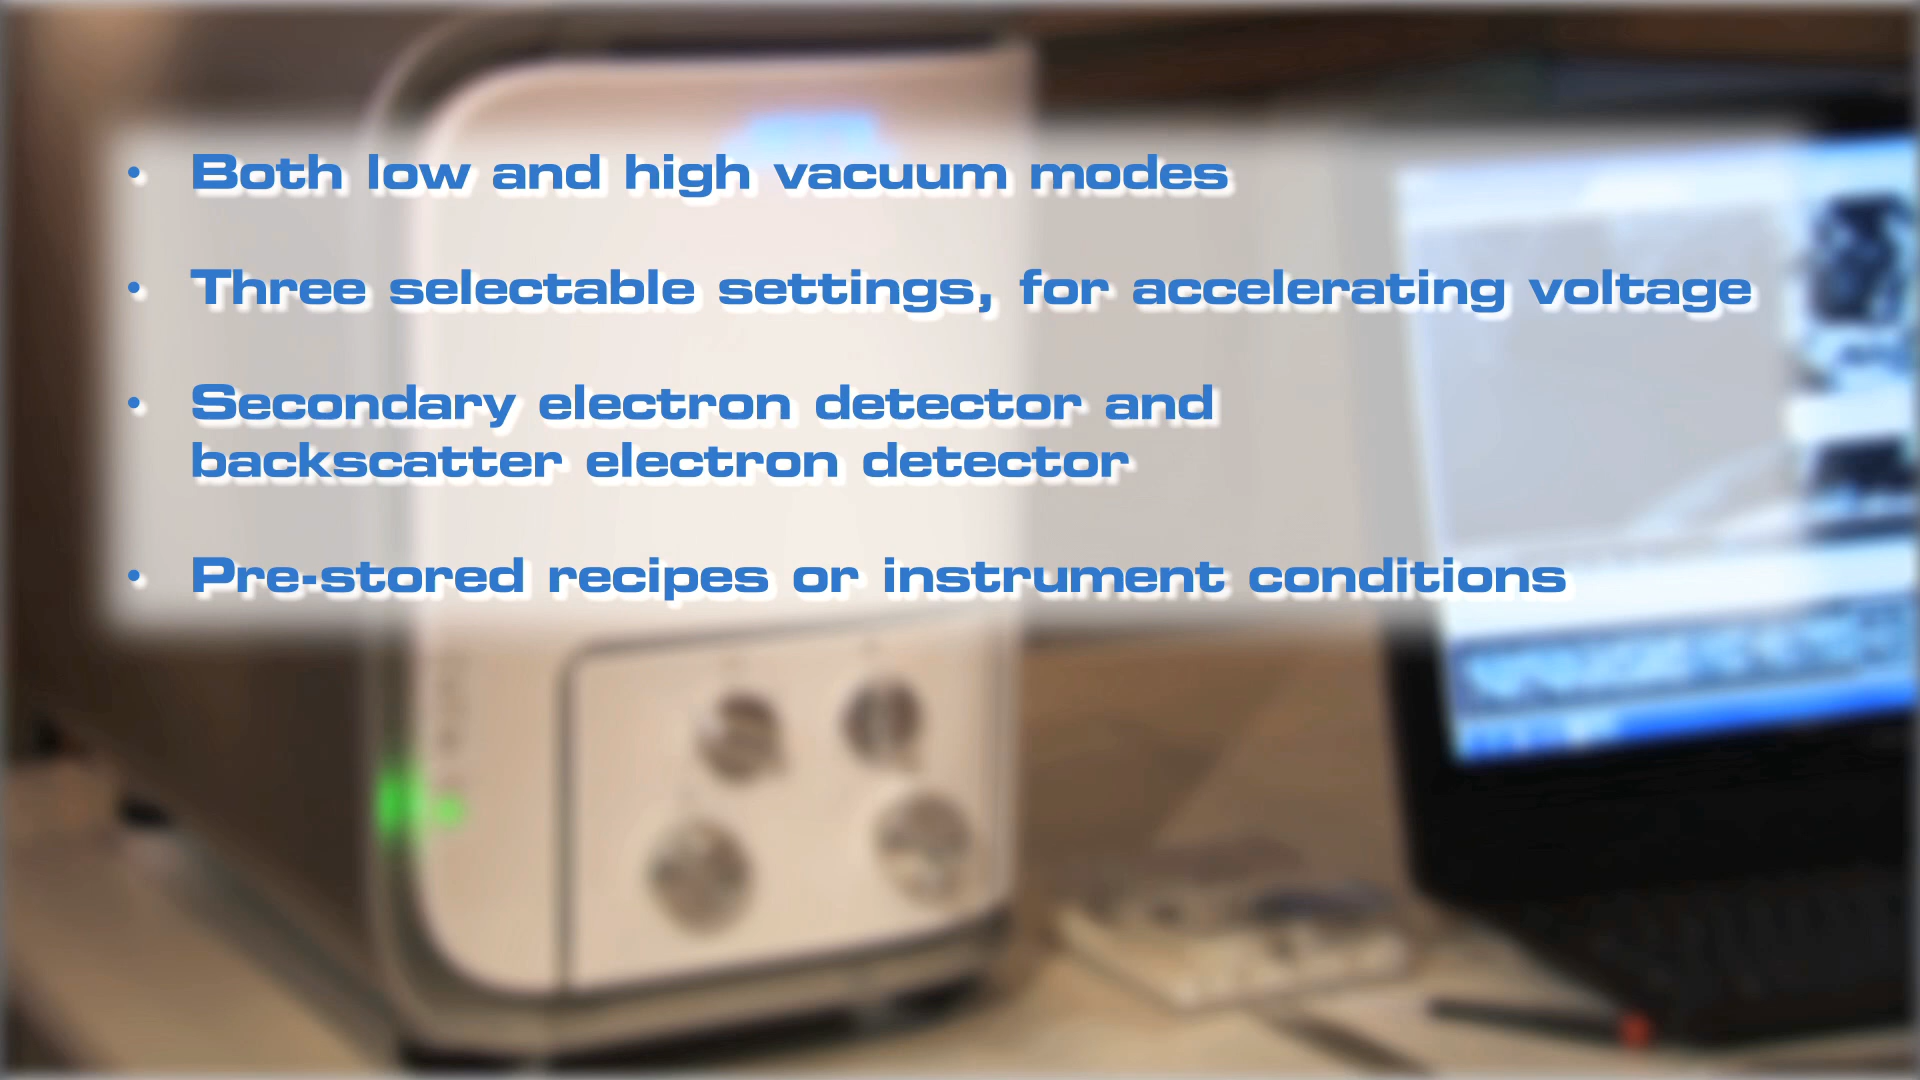 • Both low and high vacuum modes
• Three selectable settings, for accelerating voltage
• Secondary electron detector and
backscatter electron detector
• Pre-stored recipes or instrument conditions